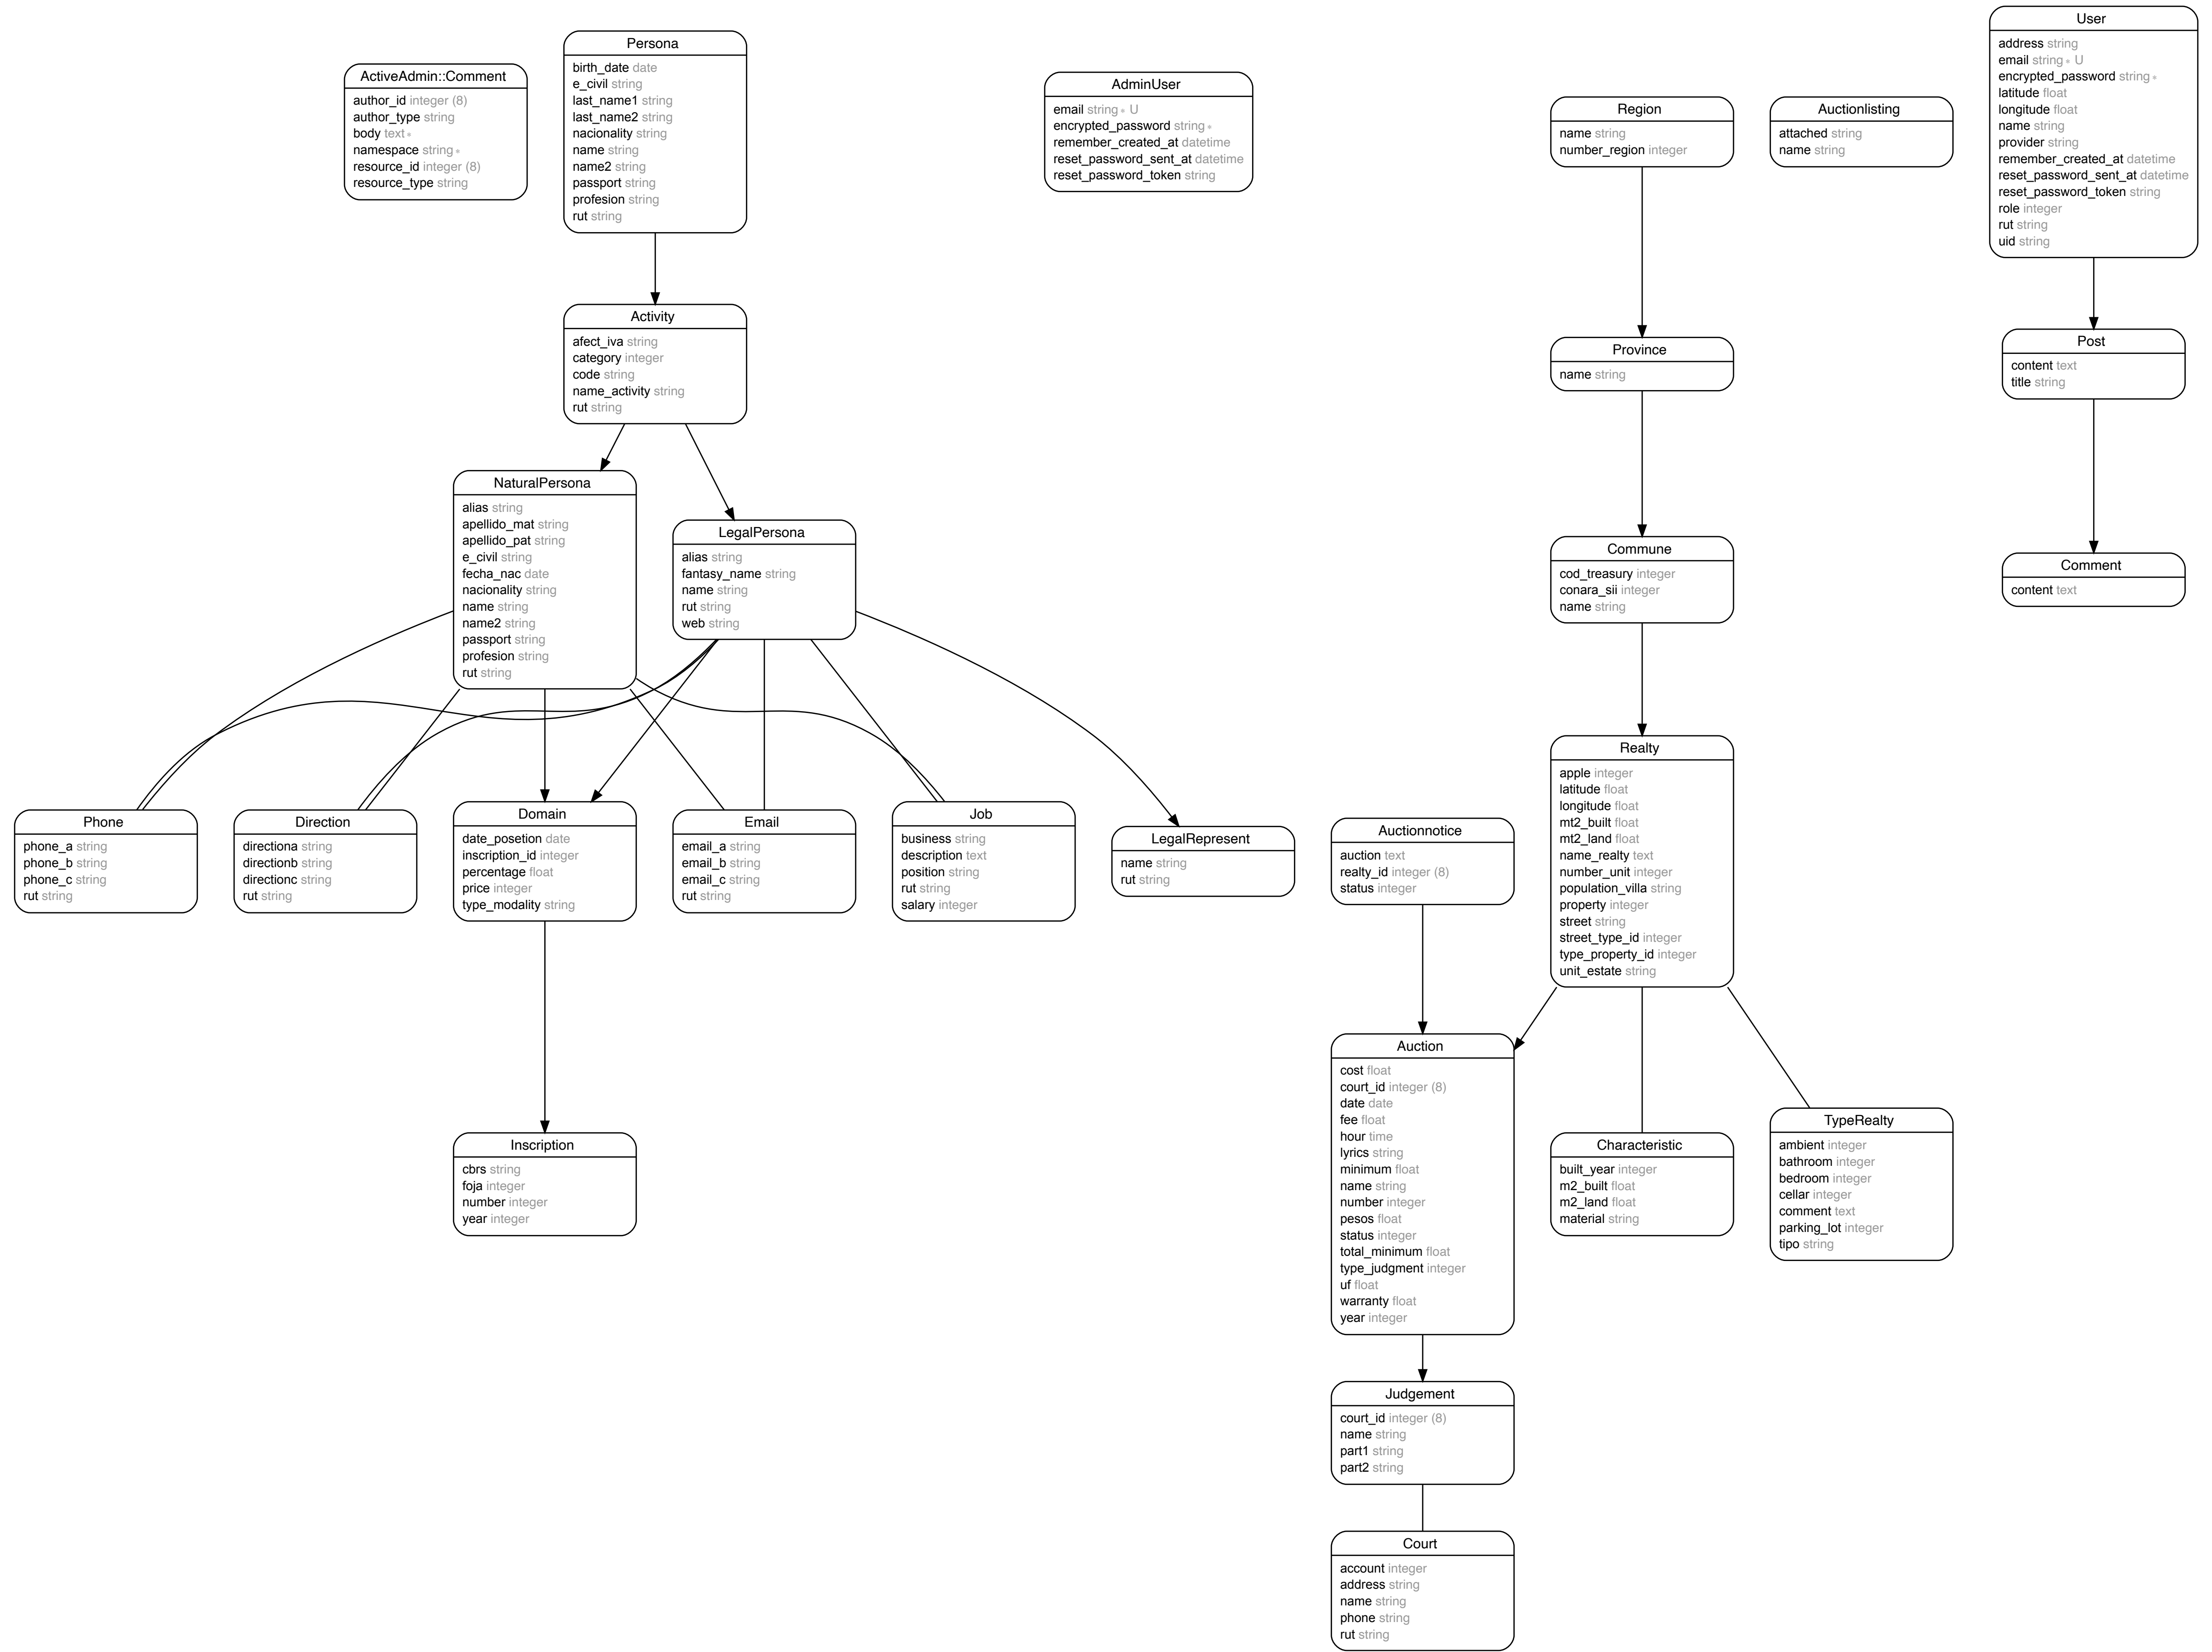 ActiveAdmin::Comment
author_id integer (8)
author_type string
body text *
namespace string *
resource_id integer (8)
resource_type string
Persona
birth_date date
e_civil string
last_name1 string
last_name2 string
nacionality string
name string
name2 string
passport string
profesion string
rut string
AdminUser
email string * U
encrypted_password string *
remember_created_at datetime
reset_password_sent_at datetime
reset_password_token string
Region
name string
number_region integer
Auctionlisting
attached string
name string
User
address string
email string * U
encrypted_password string *
latitude float
longitude float
name string
provider string
remember_created_at datetime
reset_password_sent_at datetime
reset_password_token string
role integer
rut string
uid string
Activity
afect_iva string
category integer
code string
name_activity string
rut string
Province
name string
Post
content text
title string
NaturalPersona
alias string
apellido_mat string
apellido_pat string
e_civil string
fecha_nac date
nacionality string
name string
name2 string
passport string
profesion string
rut string
LegalPersona
alias string
fantasy_name string
name string
rut string
web string
Commune
cod_treasury integer
conara_sii integer
name string
Comment
content text
Phone
phone_a string
phone_b string
phone_c string
rut string
Direction
directiona string
directionb string
directionc string
rut string
Domain
date_posetion date
inscription_id integer
percentage float
price integer
type_modality string
Email
email_a string
email_b string
email_c string
rut string
Job
business string
description text
position string
rut string
salary integer
LegalRepresent
name string
rut string
Auctionnotice
auction text
realty_id integer (8)
status integer
Realty
apple integer
latitude float
longitude float
mt2_built float
mt2_land float
name_realty text
number_unit integer
population_villa string
property integer
street string
street_type_id integer
type_property_id integer
unit_estate string
Inscription
cbrs string
foja integer
number integer
year integer
Auction
cost float
court_id integer (8)
date date
fee float
hour time
lyrics string
minimum float
name string
number integer
pesos float
status integer
total_minimum float
type_judgment integer
uf float
warranty float
year integer
Characteristic
built_year integer
m2_built float
m2_land float
material string
TypeRealty
ambient integer
bathroom integer
bedroom integer
cellar integer
comment text
parking_lot integer
tipo string
Judgement
court_id integer (8)
name string
part1 string
part2 string
Court
account integer
address string
name string
phone string
rut string